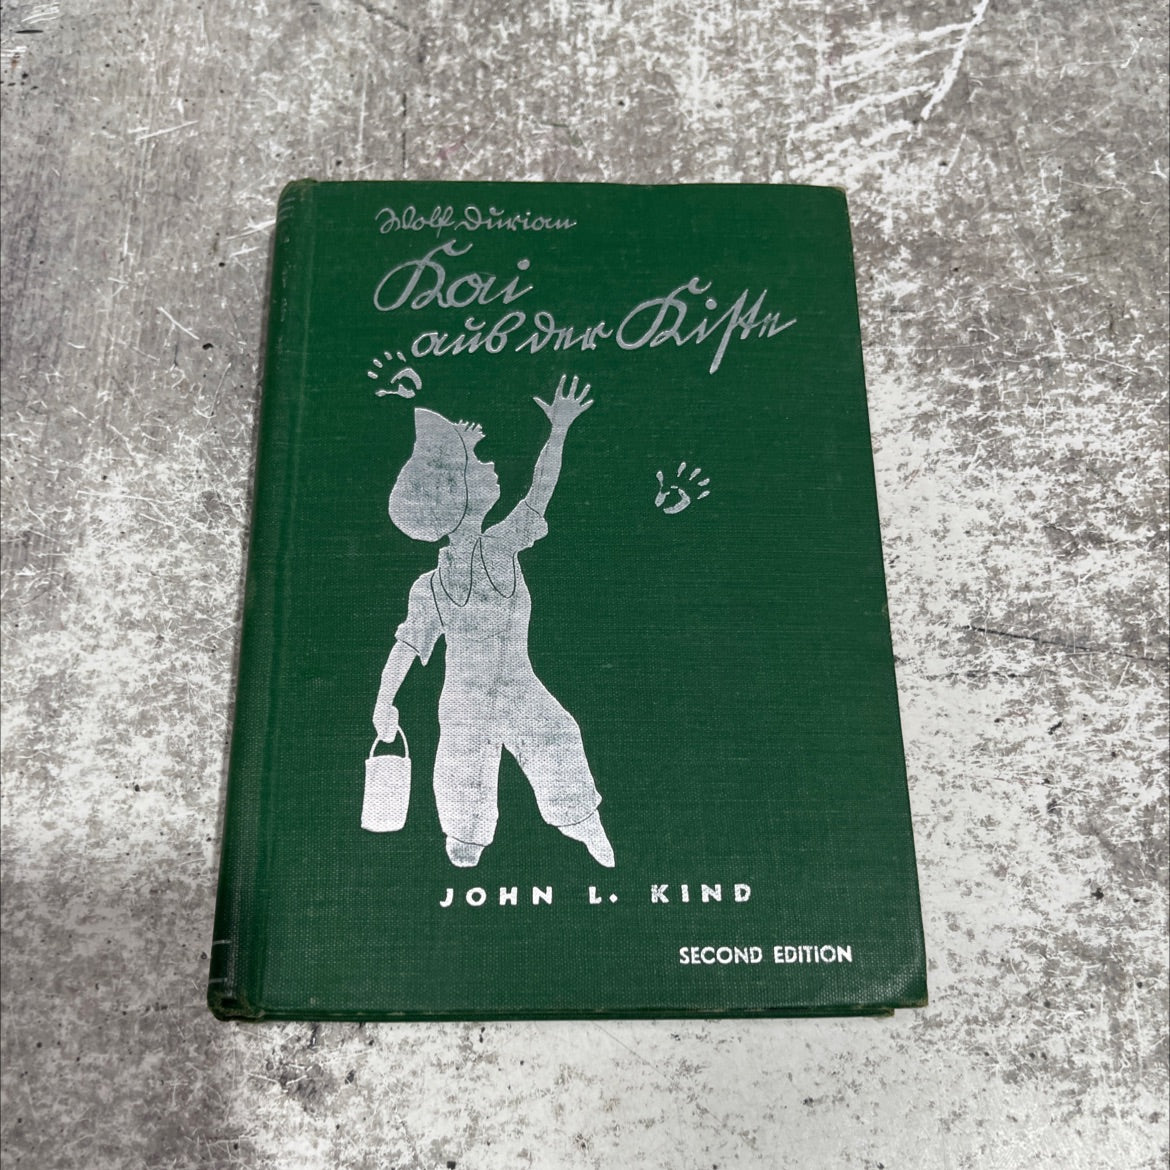 Wolf Durian
Kai
aus der Kiste
JOHN L. KIND
SECOND EDITION